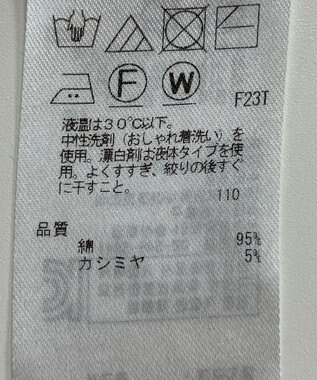 F
W
F23T
液温は30℃以下。
中性洗剤（おしゃれ着洗い）を
使用。漂白剤は液体タイプを使
用。よくすすぎ、絞りの後すぐ
に干すこと。
110
品質
綿 95%
カシミヤ 5%